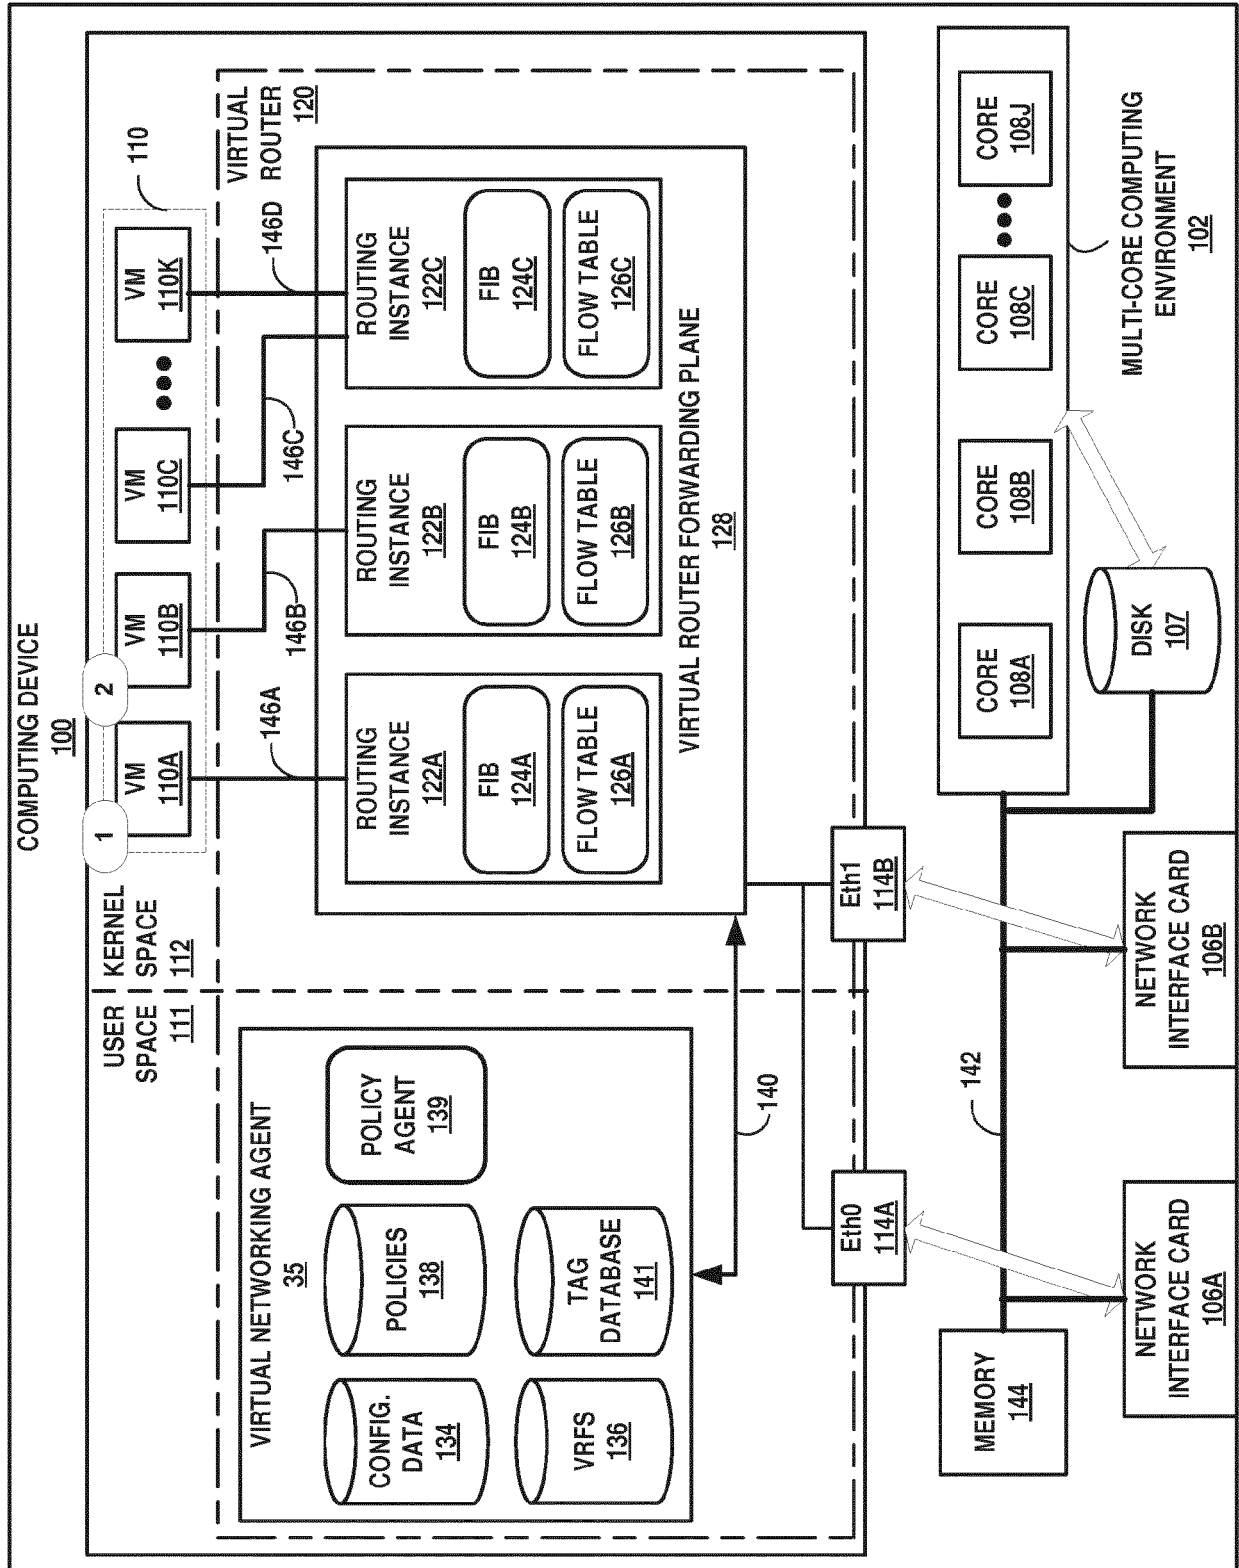 COMPUTING DEVICE
100
USER
SPACE
111
KERNEL
SPACE
112
1
2
VM
110A
VM
110B
VM
110C
VM
110K
110
146A
146B
146C
146D
VIRTUAL
ROUTER
120
VIRTUAL NETWORKING AGENT
35
CONFIG.
DATA
134
POLICIES
138
POLICY
AGENT
139
VRFS
136
TAG
DATABASE
141
140
ROUTING
INSTANCE
122A
FIB
124A
FLOW TABLE
126A
ROUTING
INSTANCE
122B
FIB
124B
FLOW TABLE
126B
ROUTING
INSTANCE
122C
FIB
124C
FLOW TABLE
126C
VIRTUAL ROUTER FORWARDING PLANE
128
Eth0
114A
Eth1
114B
MEMORY
144
142
CORE
108A
CORE
108B
CORE
108C
CORE
108J
NETWORK
INTERFACE CARD
106A
NETWORK
INTERFACE CARD
106B
DISK
107
MULTI-CORE COMPUTING
ENVIRONMENT
102